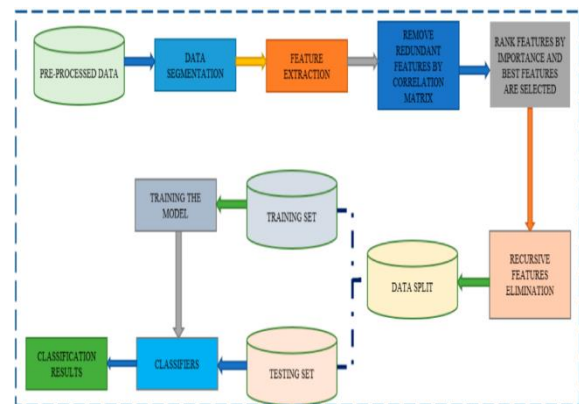 PRE-PROCESSED DATA
DATA
SEGMENTATION
FEATURE
EXTRACTION
REMOVE
REDUNDANT
FEATURES BY
CORRELATION
MATRIX
RANK FEATURES BY
IMPORTANCE AND
BEST FEATURES
ARE SELECTED
RECURSIVE
FEATURES
ELIMINATION
DATA SPLIT
TRAINING SET
TRAINING THE
MODEL
TESTING SET
CLASSIFIERS
CLASSIFICATION
RESULTS